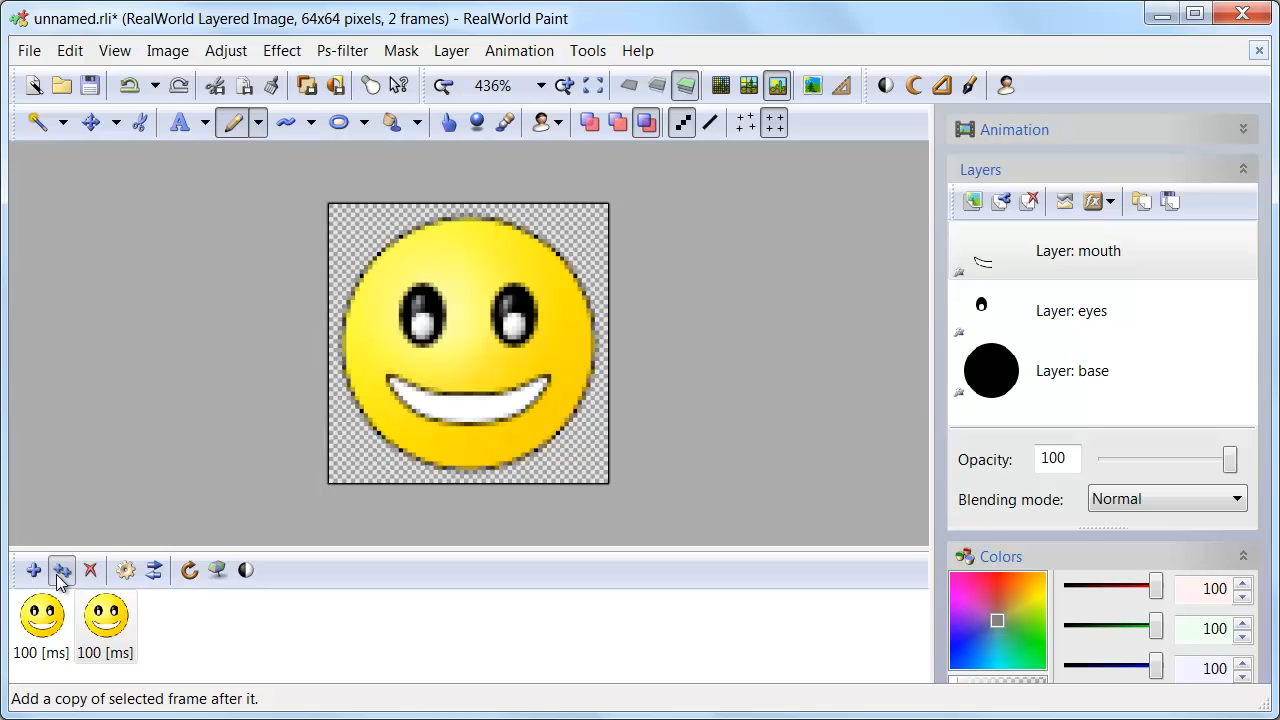 unnamed.rli* (RealWorld Layered Image, 64x64 pixels, 2 frames) - RealWorld Paint
File Edit View Image Adjust Effect Ps-filter Mask Layer Animation Tools Help
436%
Animation
Layers
Layer: mouth
Layer: eyes
Layer: base
Opacity: 100
Blending mode: Normal
Colors
100
100
100
100 [ms] 100 [ms]
Add a copy of selected frame after it.